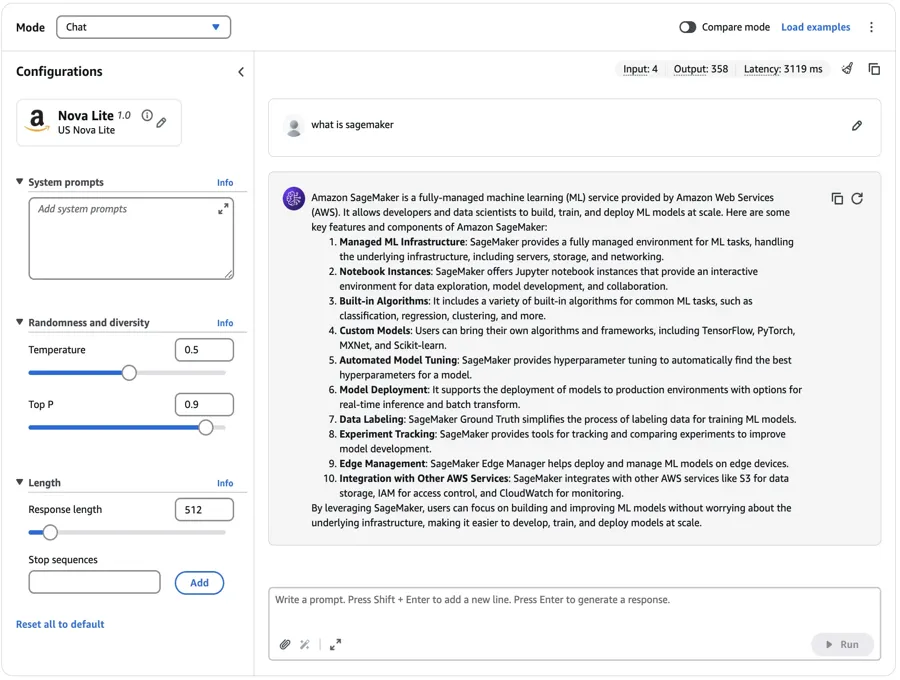 Mode
Chat
Compare mode
Load examples
Configurations
Input: 4
Output: 358
Latency: 3119 ms
a
Nova Lite 1.0
US Nova Lite
System prompts
Info
Add system prompts
Randomness and diversity
Info
Temperature
0.5
Top P
0.9
Length
Info
Response length
512
Stop sequences
Add
Reset all to default
what is sagemaker
Amazon SageMaker is a fully-managed machine learning (ML) service provided by Amazon Web Services
(AWS). It allows developers and data scientists to build, train, and deploy ML models at scale. Here are some
key features and components of Amazon SageMaker:
1. Managed ML Infrastructure: SageMaker provides a fully managed environment for ML tasks, handling
the underlying infrastructure, including servers, storage, and networking.
2. Notebook Instances: SageMaker offers Jupyter notebook instances that provide an interactive
environment for data exploration, model development, and collaboration.
3. Built-in Algorithms: It includes a variety of built-in algorithms for common ML tasks, such as
classification, regression, clustering, and more.
4. Custom Models: Users can bring their own algorithms and frameworks, including TensorFlow, PyTorch,
MXNet, and Scikit-learn.
5. Automated Model Tuning: SageMaker provides hyperparameter tuning to automatically find the best
hyperparameters for a model.
6. Model Deployment: It supports the deployment of models to production environments with options for
real-time inference and batch transform.
7. Data Labeling: SageMaker Ground Truth simplifies the process of labeling data for training ML models.
8. Experiment Tracking: SageMaker provides tools for tracking and comparing experiments to improve
model development.
9. Edge Management: SageMaker Edge Manager helps deploy and manage ML models on edge devices.
10. Integration with Other AWS Services: SageMaker integrates with other AWS services like S3 for data
storage, IAM for access control, and CloudWatch for monitoring.
By leveraging SageMaker, users can focus on building and improving ML models without worrying about the
underlying infrastructure, making it easier to develop, train, and deploy models at scale.
Write a prompt. Press Shift + Enter to add a new line. Press Enter to generate a response.
Run